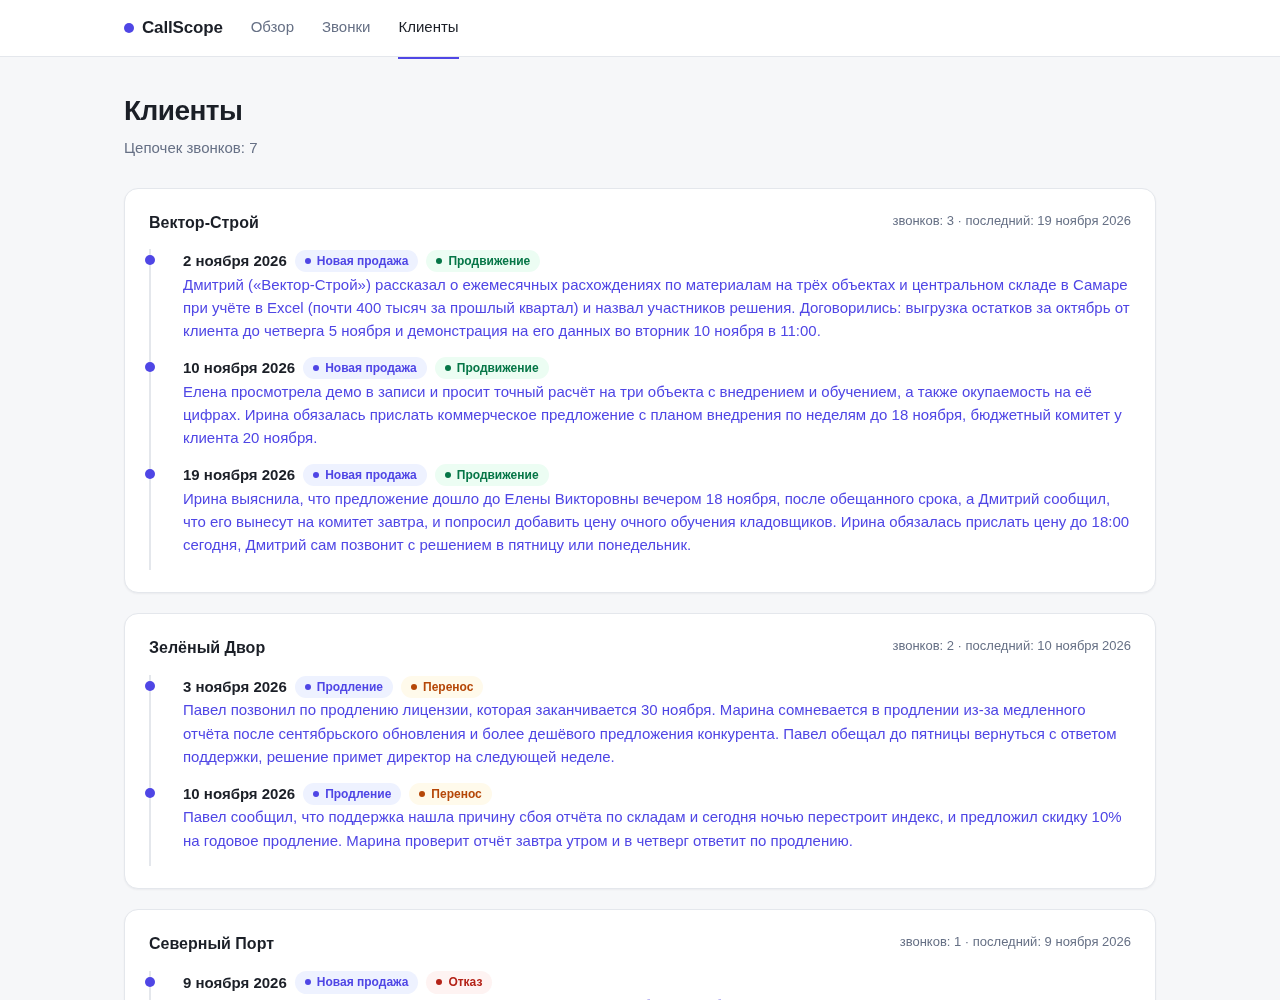 CallScope Обзор Звонки Клиенты
Клиенты
Цепочек звонков: 7
Вектор-Строй звонков: 3 · последний: 19 ноября 2026
2 ноября 2026 Новая продажа Продвижение
Дмитрий («Вектор-Строй») рассказал о ежемесячных расхождениях по материалам на трёх объектах и центральном складе в Самаре
при учёте в Excel (почти 400 тысяч за прошлый квартал) и назвал участников решения. Договорились: выгрузка остатков за октябрь от
клиента до четверга 5 ноября и демонстрация на его данных во вторник 10 ноября в 11:00.
10 ноября 2026 Новая продажа Продвижение
Елена просмотрела демо в записи и просит точный расчёт на три объекта с внедрением и обучением, а также окупаемость на её
цифрах. Ирина обязалась прислать коммерческое предложение с планом внедрения по неделям до 18 ноября, бюджетный комитет у
клиента 20 ноября.
19 ноября 2026 Новая продажа Продвижение
Ирина выяснила, что предложение дошло до Елены Викторовны вечером 18 ноября, после обещанного срока, а Дмитрий сообщил,
что его вынесут на комитет завтра, и попросил добавить цену очного обучения кладовщиков. Ирина обязалась прислать цену до 18:00
сегодня, Дмитрий сам позвонит с решением в пятницу или понедельник.
Зелёный Двор звонков: 2 · последний: 10 ноября 2026
3 ноября 2026 Продление Перенос
Павел позвонил по продлению лицензии, которая заканчивается 30 ноября. Марина сомневается в продлении из-за медленного
отчёта после сентябрьского обновления и более дешёвого предложения конкурента. Павел обещал до пятницы вернуться с ответом
поддержки, решение примет директор на следующей неделе.
10 ноября 2026 Продление Перенос
Павел сообщил, что поддержка нашла причину сбоя отчёта по складам и сегодня ночью перестроит индекс, и предложил скидку 10%
на годовое продление. Марина проверит отчёт завтра утром и в четверг ответит по продлению.
Северный Порт звонков: 1 · последний: 9 ноября 2026
9 ноября 2026 Новая продажа Отказ